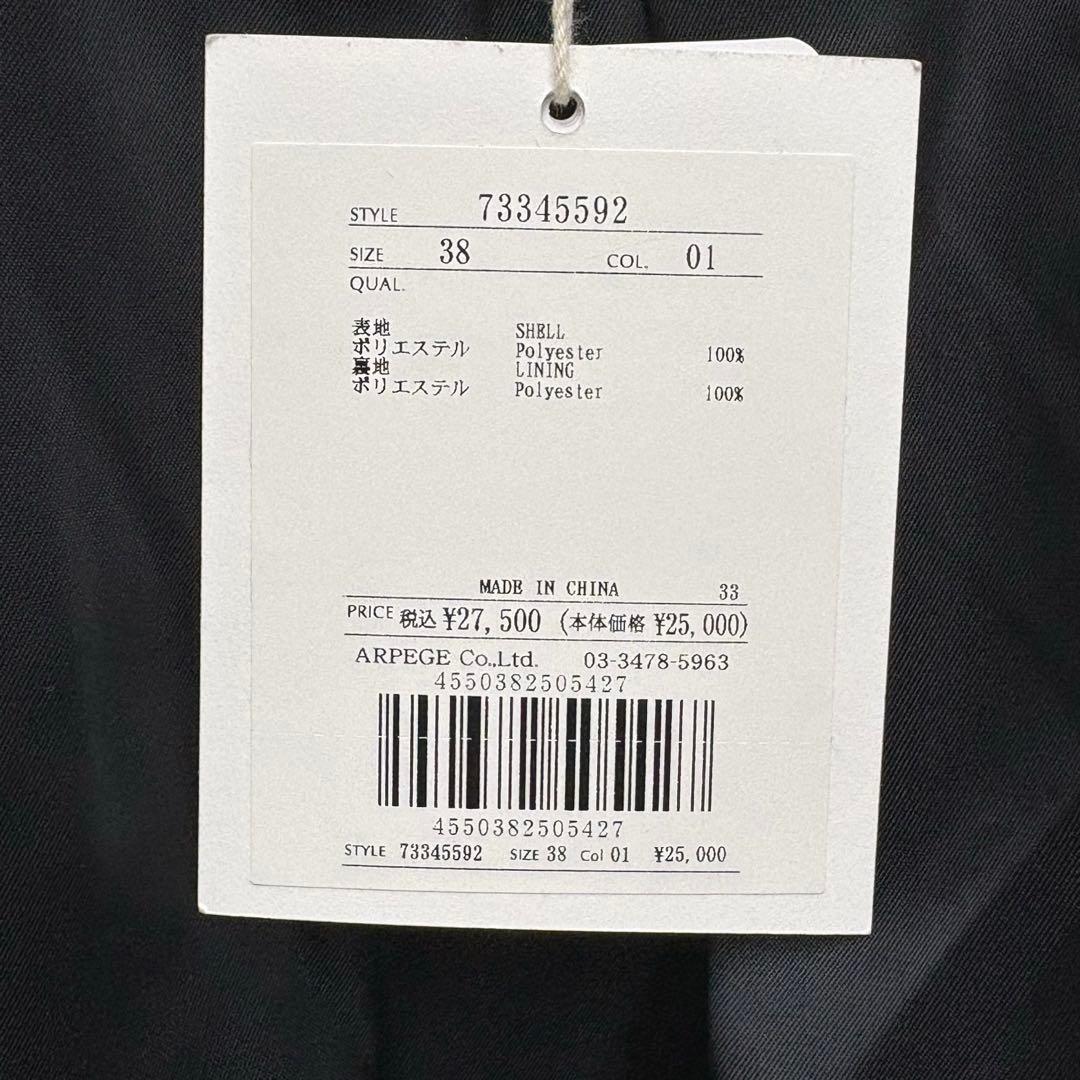 STYLE 73345592
SIZE 38 COL. 01
QUAL.
表地 SHELL
ポリエステル Polyester 100%
裏地 LINING
ポリエステル Polyester 100%
MADE IN CHINA 33
PRICE 税込 ¥27,500 (本体価格 ¥25,000)
ARPEGE Co.,Ltd. 03-3478-5963
4550382505427
4550382505427
STYLE 73345592 SIZE 38 Col 01 ¥25,000